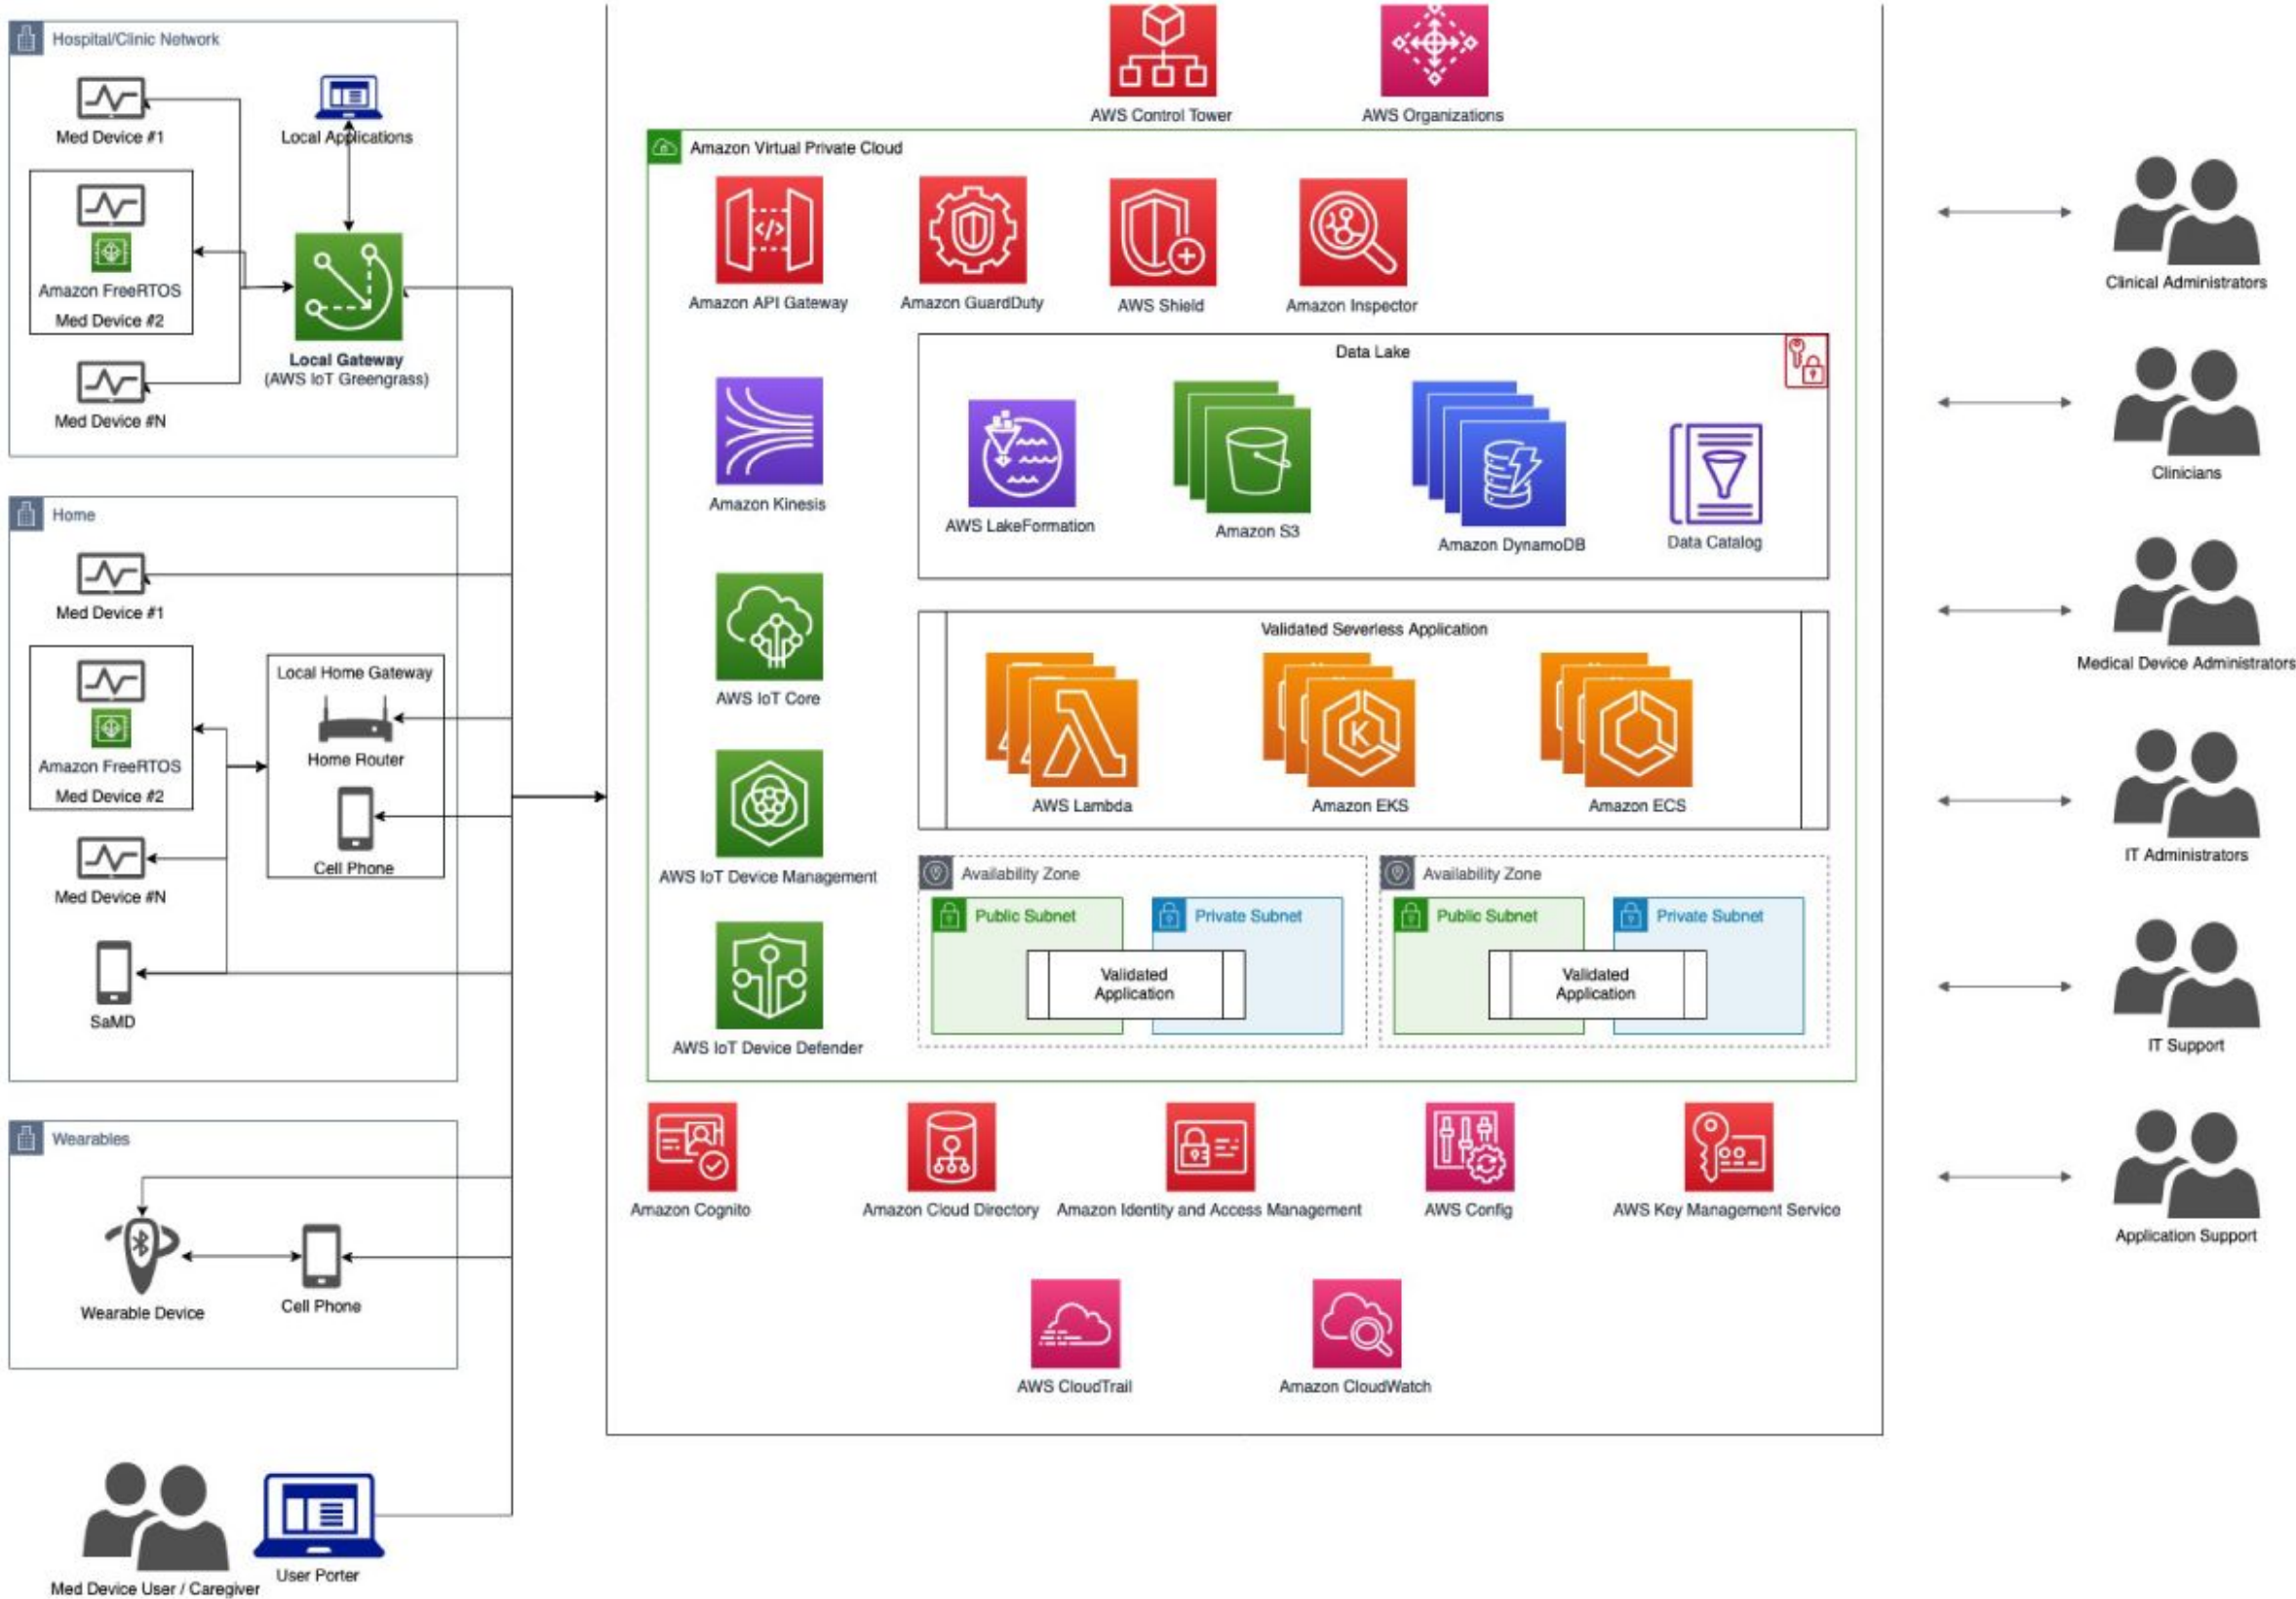 Hospital/Clinic Network
Med Device #1
Local Applications
Amazon FreeRTOS
Med Device #2
Local Gateway
(AWS IoT Greengrass)
Med Device #N
Home
Med Device #1
Local Home Gateway
Home Router
Amazon FreeRTOS
Med Device #2
Cell Phone
Med Device #N
SaMD
Wearables
Wearable Device
Cell Phone
Med Device User / Caregiver
User Porter
AWS Control Tower
AWS Organizations
Amazon Virtual Private Cloud
Amazon API Gateway
Amazon GuardDuty
AWS Shield
Amazon Inspector
Amazon Kinesis
AWS IoT Core
AWS IoT Device Management
AWS IoT Device Defender
Data Lake
AWS LakeFormation
Amazon S3
Amazon DynamoDB
Data Catalog
Validated Severless Application
K
AWS Lambda
Amazon EKS
Amazon ECS
Availability Zone
Public Subnet
Private Subnet
Validated
Application
Availability Zone
Public Subnet
Private Subnet
Validated
Application
Amazon Cognito
Amazon Cloud Directory
Amazon Identity and Access Management
AWS Config
AWS Key Management Service
AWS CloudTrail
Amazon CloudWatch
Clinical Administrators
Clinicians
Medical Device Administrators
IT Administrators
IT Support
Application Support